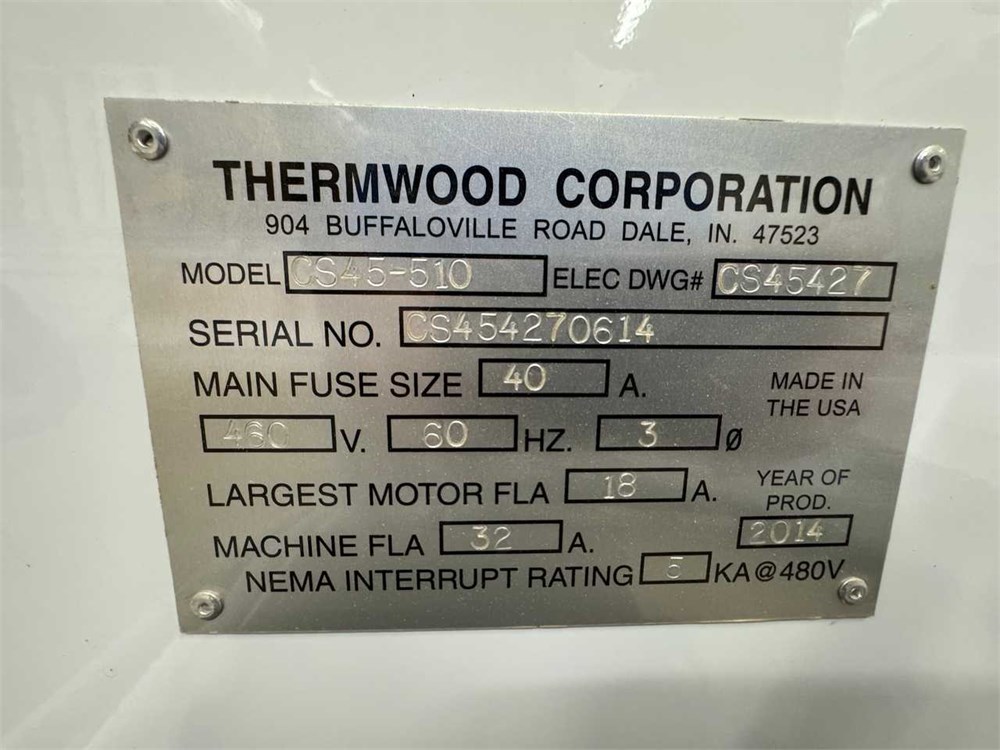 THERMWOOD CORPORATION
904 BUFFALOVILLE ROAD DALE, IN. 47523
MODEL CS45-510 ELEC DWG# CS45427
SERIAL NO. CS454270614
MAIN FUSE SIZE 40 A.
MADE IN
THE USA
460 V. 60 HZ. 3 Ø
LARGEST MOTOR FLA 18 A.
YEAR OF
PROD.
2014
MACHINE FLA 32 A.
NEMA INTERRUPT RATING 5 KA @ 480V